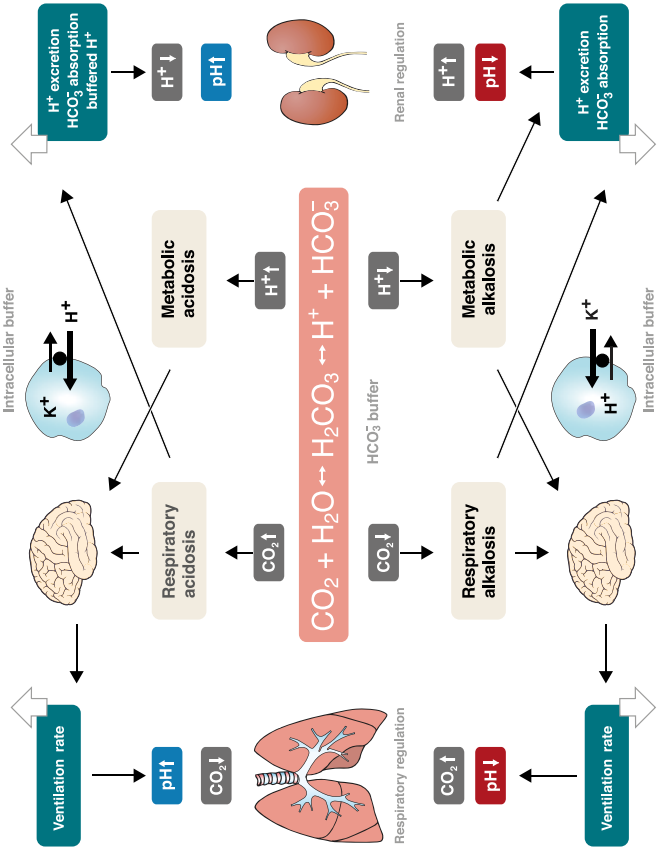 Intracellular buffer
Ventilation rate
K⁺
H⁺
H⁺ excretion
HCO₃⁻ absorption
buffered H⁺
pH↑
CO₂↓
Respiratory
acidosis
Metabolic
acidosis
H⁺↓
pH↑
CO₂↑
H⁺↑
CO₂ + H₂O ↔ H₂CO₃ ↔ H⁺ + HCO₃⁻
HCO₃⁻ buffer
Respiratory regulation
Renal regulation
CO₂↓
H⁺↓
CO₂↑
pH↓
Respiratory
alkalosis
Metabolic
alkalosis
H⁺↑
pH↓
Ventilation rate
H⁺
K⁺
H⁺ excretion
HCO₃⁻ absorption
Intracellular buffer